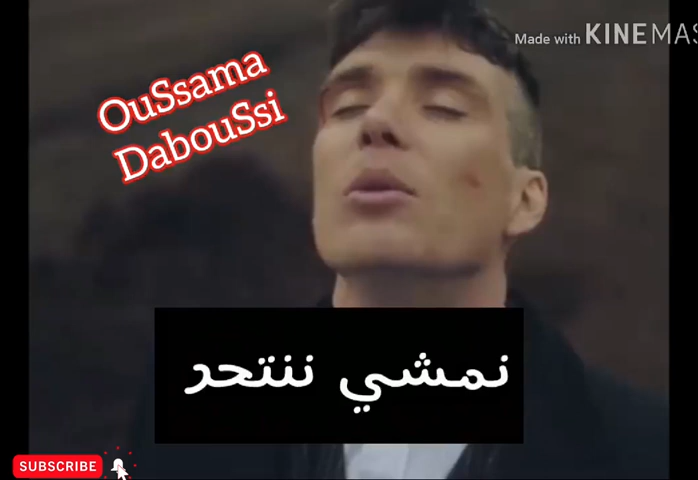 Made with KINEMAS
OuSsama
DabouSsi
نمشي ننتحر
SUBSCRIBE